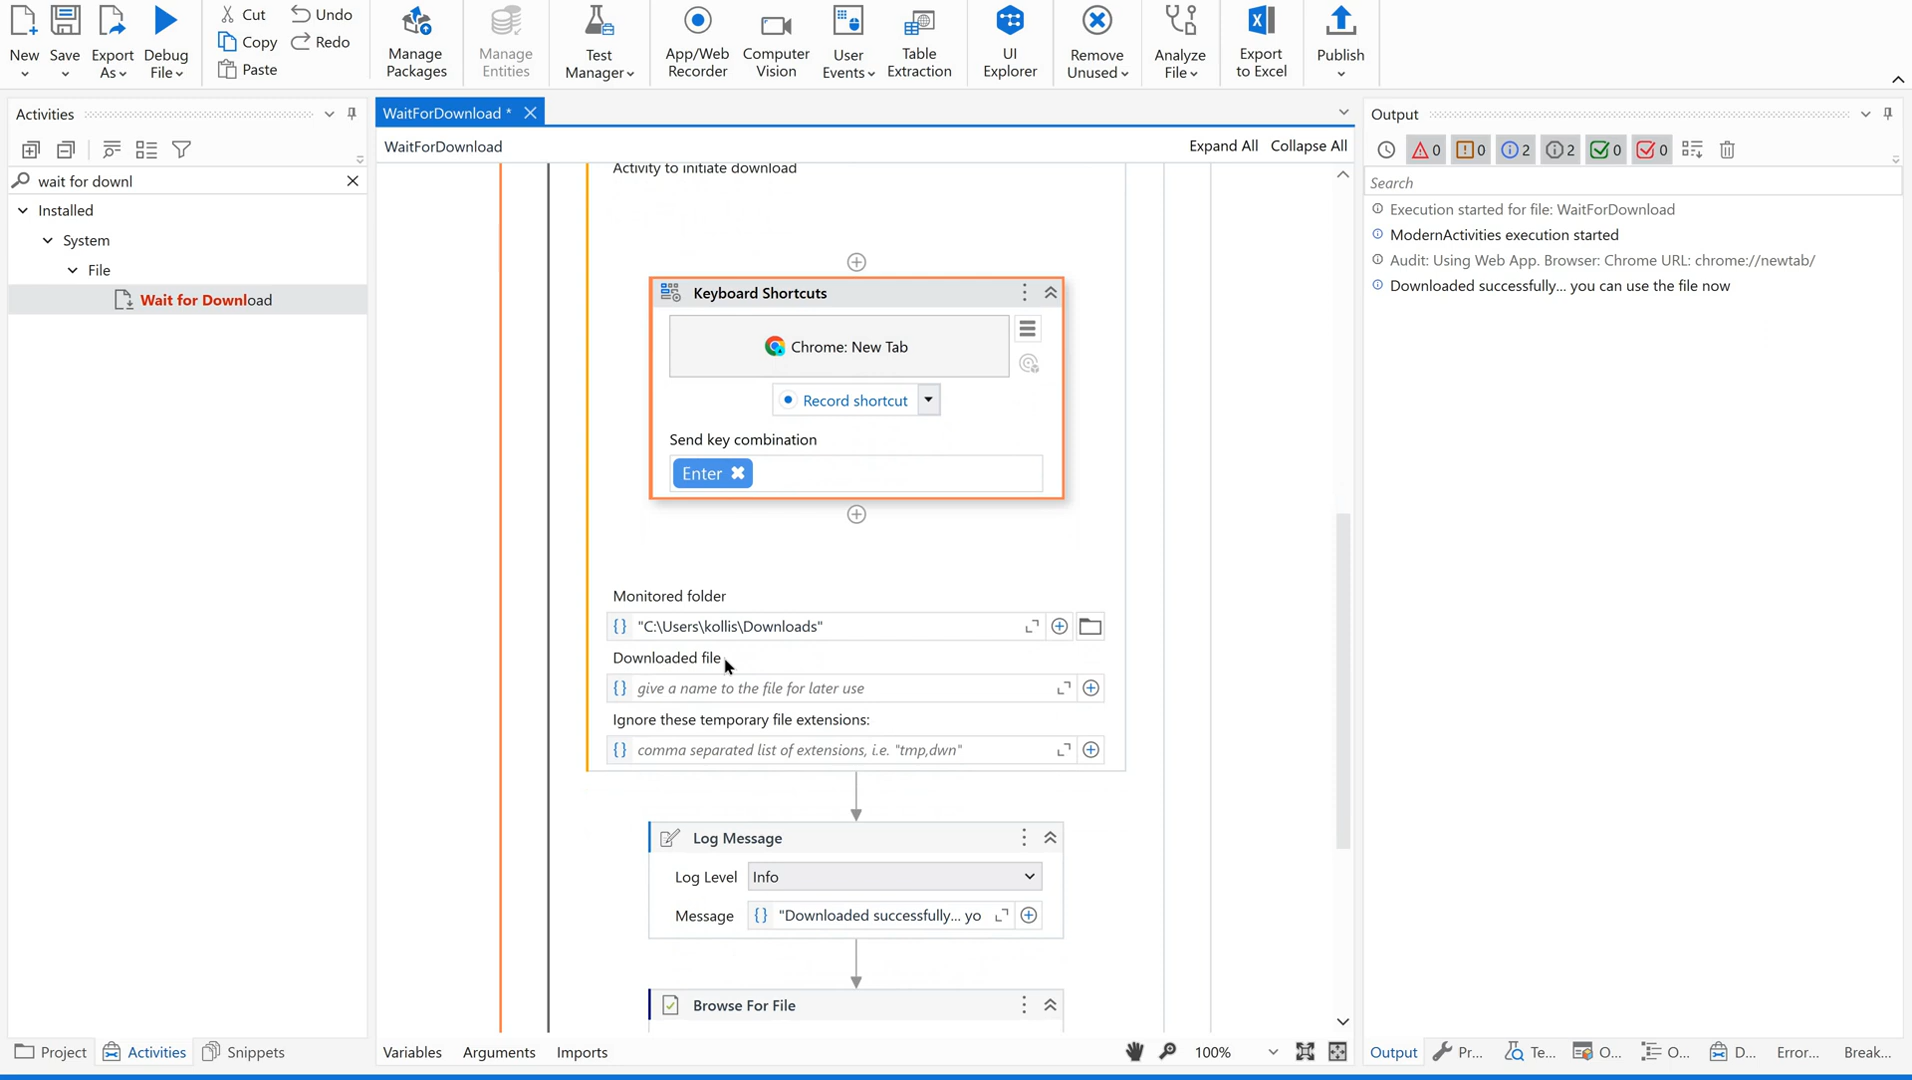 New
Save
Export
As
Debug
File
Cut
Copy
Paste
Undo
Redo
Manage
Packages
Manage
Entities
Test
Manager
App/Web
Recorder
Computer
Vision
User
Events
Table
Extraction
UI
Explorer
Remove
Unused
Analyze
File
Export
to Excel
Publish
Activities
wait for downl
Installed
System
File
Wait for Download
Project
Activities
Snippets
WaitForDownload *
WaitForDownload
Expand All
Collapse All
Activity to initiate download
Keyboard Shortcuts
Chrome: New Tab
Record shortcut
Send key combination
Enter
Monitored folder
{} "C:\Users\kollis\Downloads"
Downloaded file
{} give a name to the file for later use
Ignore these temporary file extensions:
{} comma separated list of extensions, i.e. "tmp,dwn"
Log Message
Log Level Info
Message {} "Downloaded successfully... yo
Browse For File
Variables
Arguments
Imports
100%
Output
0
0
2
2
0
0
Search
Execution started for file: WaitForDownload
ModernActivities execution started
Audit: Using Web App. Browser: Chrome URL: chrome://newtab/
Downloaded successfully... you can use the file now
Output
Pr...
Te...
O...
O...
D...
Error...
Break...